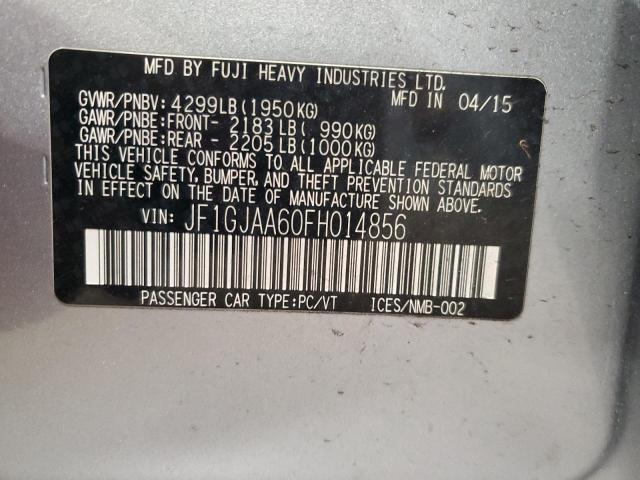 MFD BY FUJI HEAVY INDUSTRIES LTD.
GVWR/PNBV: 4299LB(1950KG) MFD IN 04/15
GAWR/PNBE:FRONT- 2183LB( 990KG)
GAWR/PNBE:REAR - 2205LB(1000KG)
THIS VEHICLE CONFORMS TO ALL APPLICABLE FEDERAL MOTOR
VEHICLE SAFETY, BUMPER, AND THEFT PREVENTION STANDARDS
IN EFFECT ON THE DATE OF MANUFACTURE SHOWN ABOVE.
VIN: JF1GJAA60FH014856
PASSENGER CAR TYPE:PC/VT ICES/NMB-002